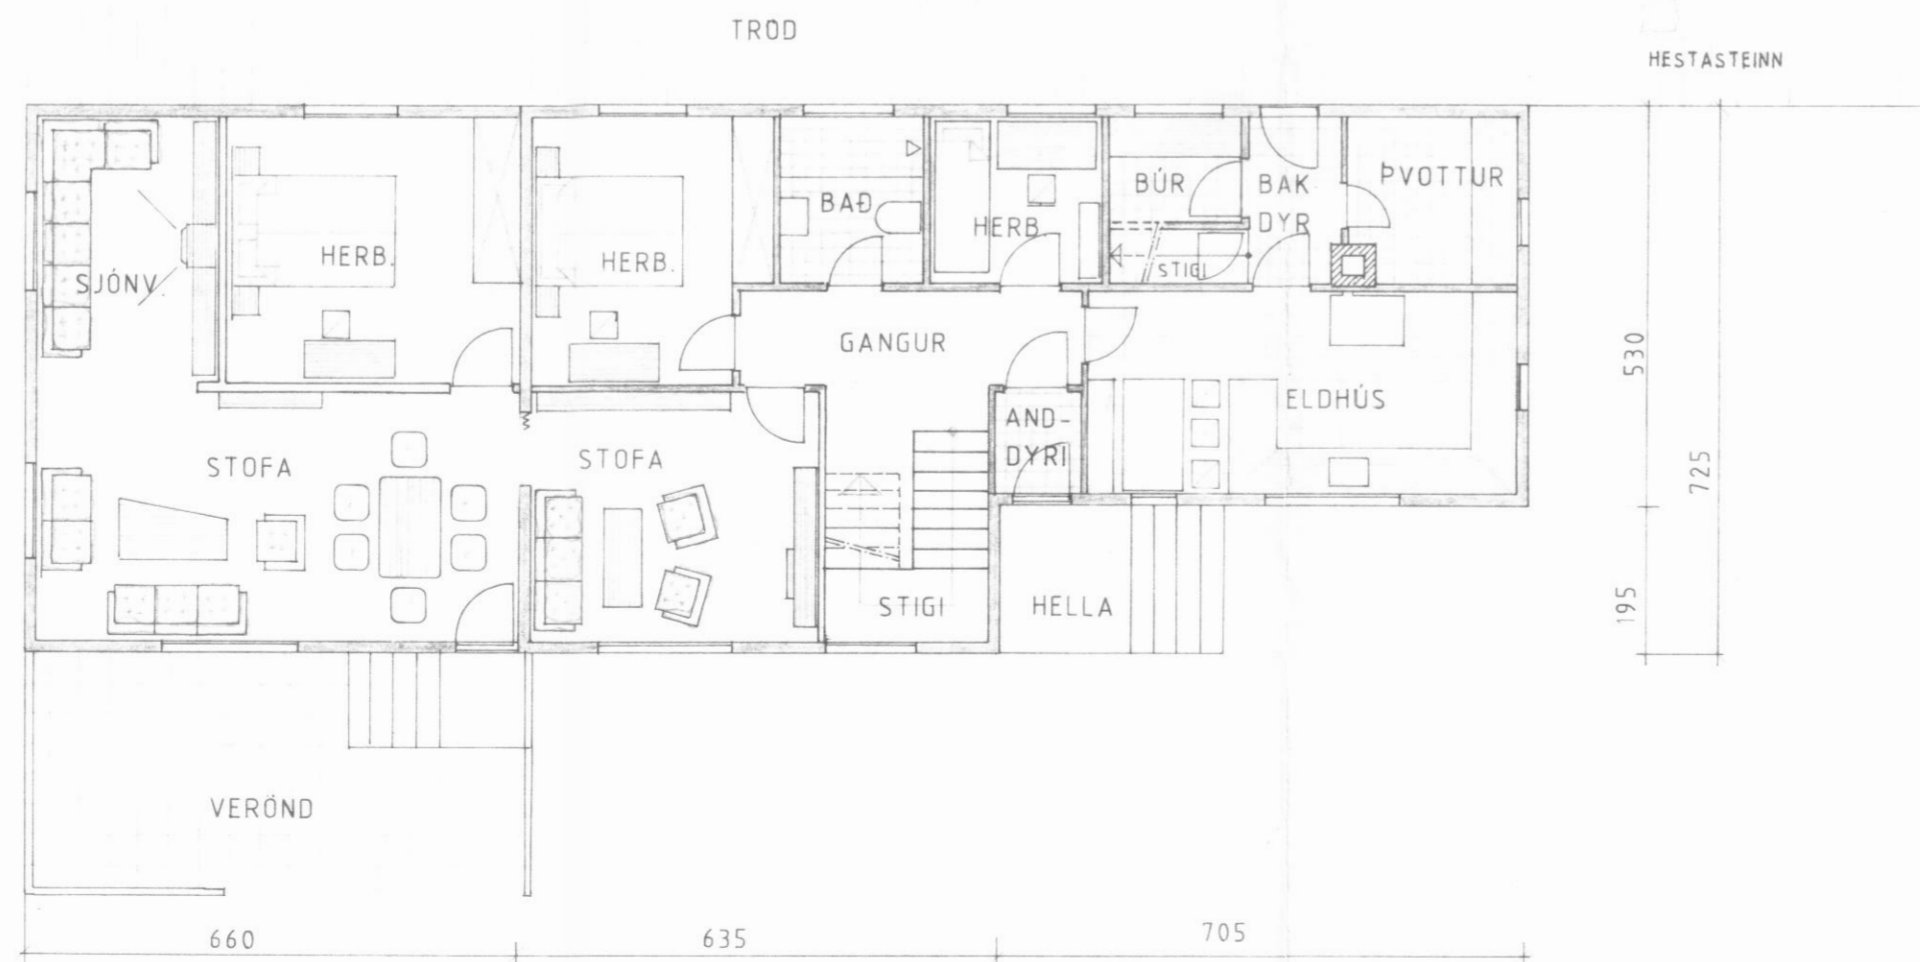 TRÖÐ
HESTASTEINN
SJÓNV.
HERB.
HERB.
BAÐ
HERB.
BÚR
BAK
DYR
ÞVOTTUR
STIGI
GANGUR
ELDHÚS
AND-
DYRI
STOFA
STOFA
STIGI
HELLA
VERÖND
530
725
195
660
635
705